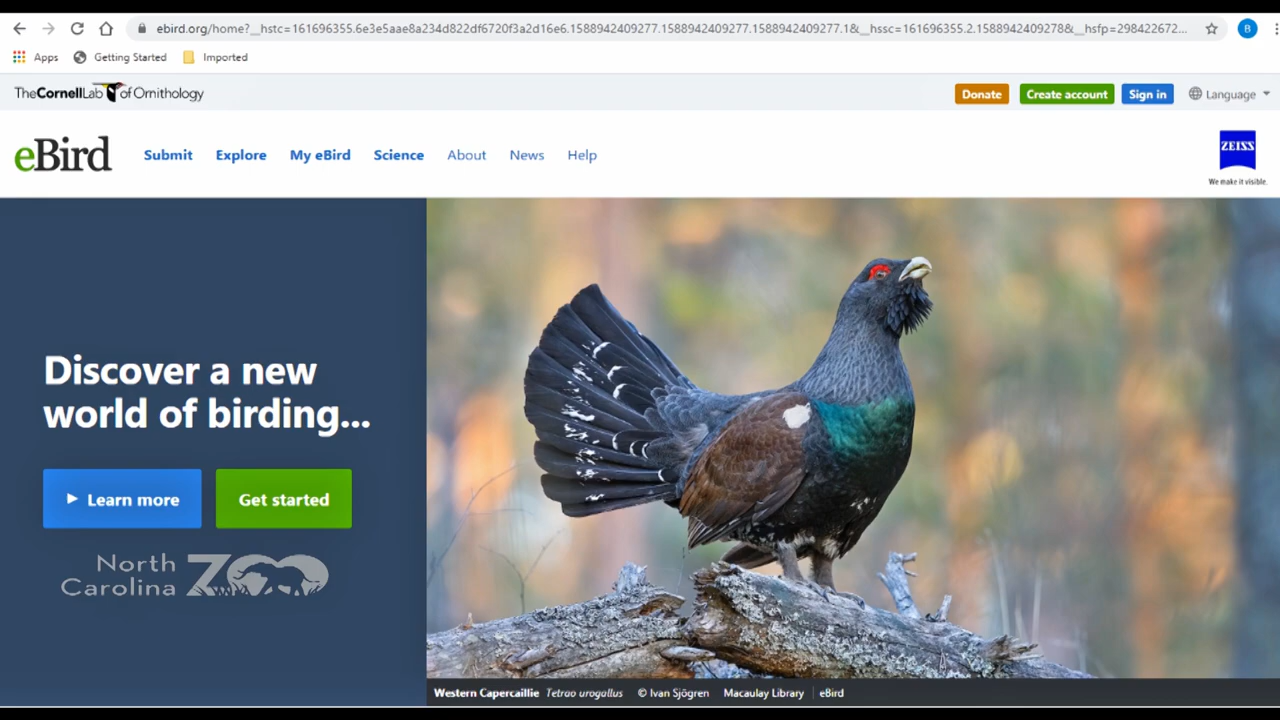 ebird.org/home?__hstc=161696355.6e3e5aae8a234d822df6720f3a2d16e6.1588942409277.1588942409277.1588942409277.1&__hssc=161696355.2.1588942409278&__hsfp=298422672...
B
Apps Getting Started Imported
TheCornellLab of Ornithology Donate Create account Sign in Language
eBird Submit Explore My eBird Science About News Help ZEISS
We make it visible.
Discover a new
world of birding...
Learn more Get started
North
Carolina ZOO
Western Capercaillie Tetrao urogallus © Ivan Sjögren Macaulay Library eBird